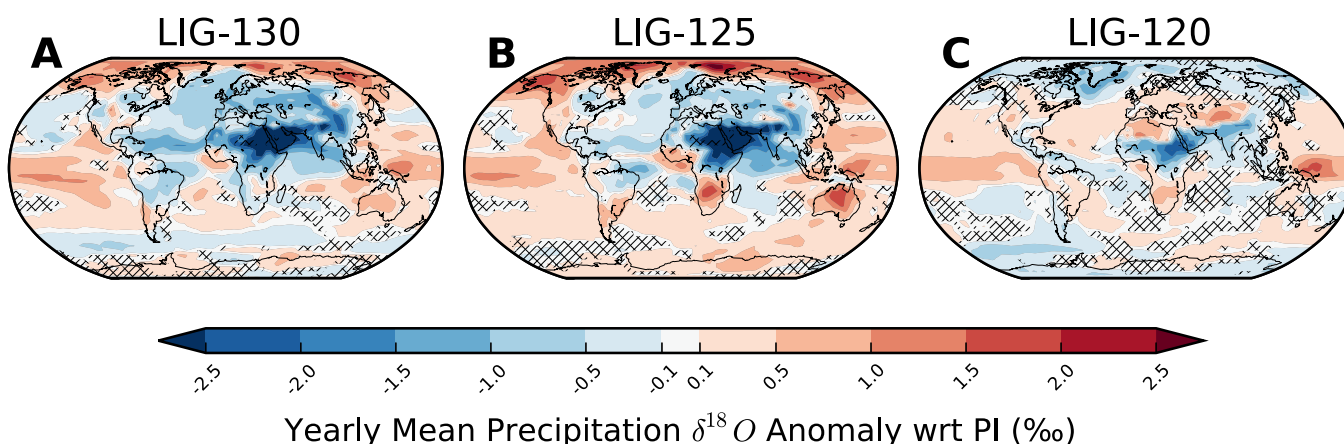 A LIG-130 B LIG-125 C LIG-120
-2.5 -2.0 -1.5 -1.0 -0.5 -0.1 0.1 0.5 1.0 1.5 2.0 2.5
Yearly Mean Precipitation δ¹⁸O Anomaly wrt PI (‰)